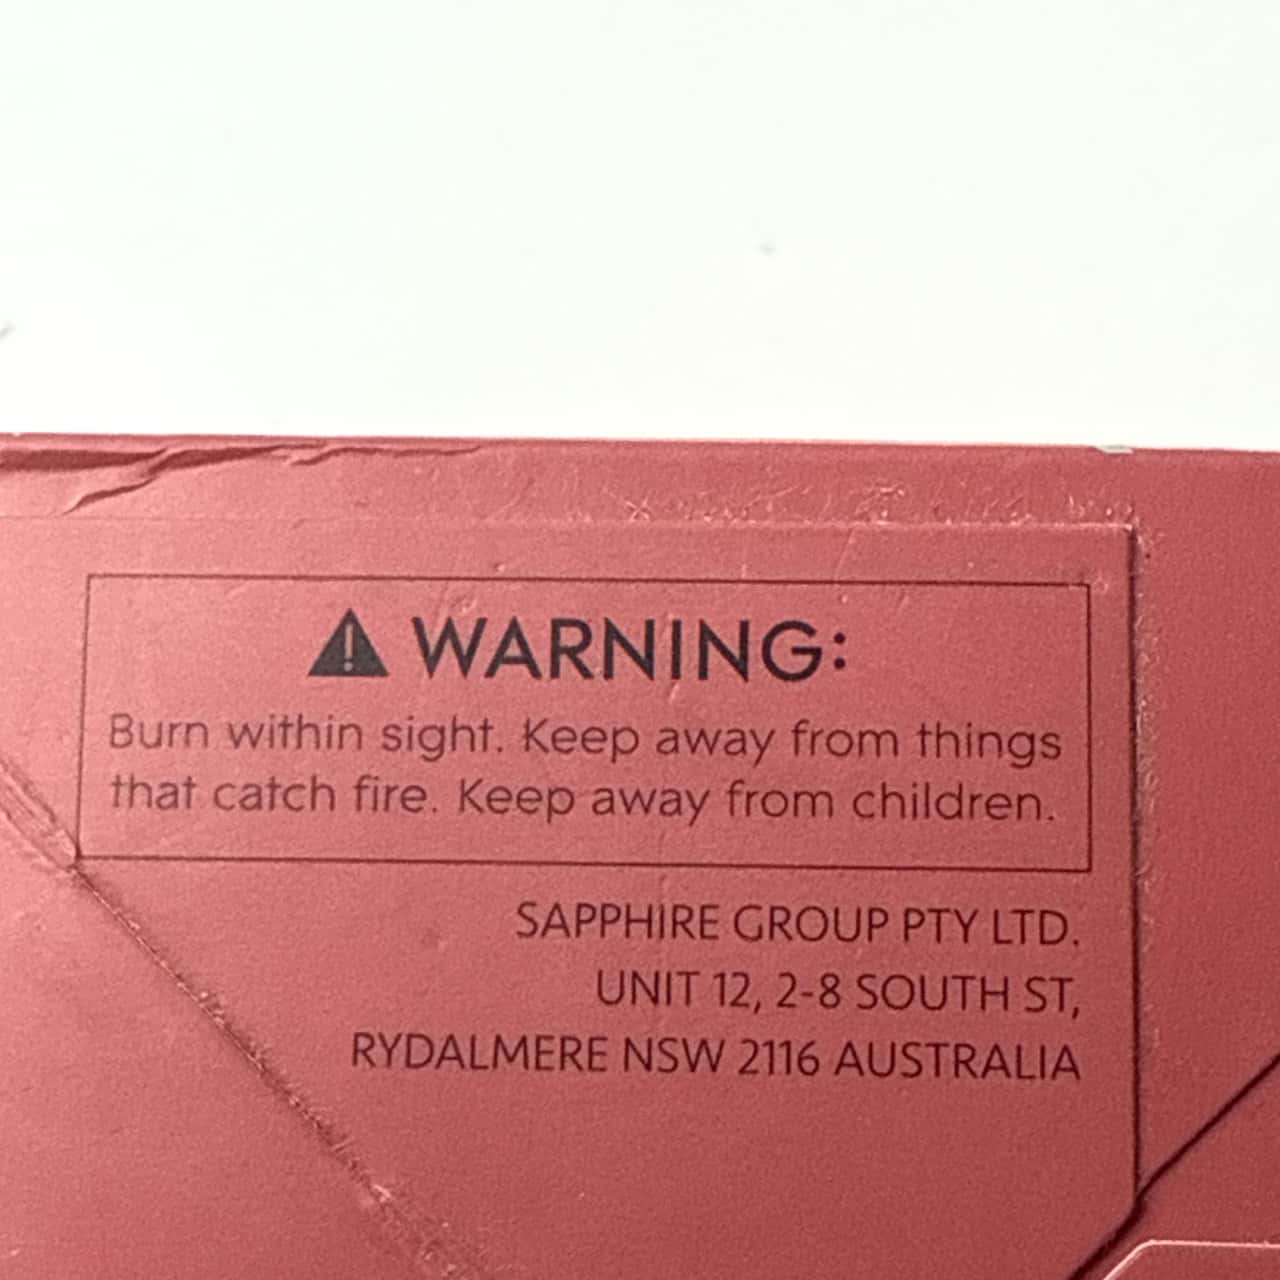 WARNING:
Burn within sight. Keep away from things
that catch fire. Keep away from children.
SAPPHIRE GROUP PTY LTD.
UNIT 12, 2-8 SOUTH ST,
RYDALMERE NSW 2116 AUSTRALIA